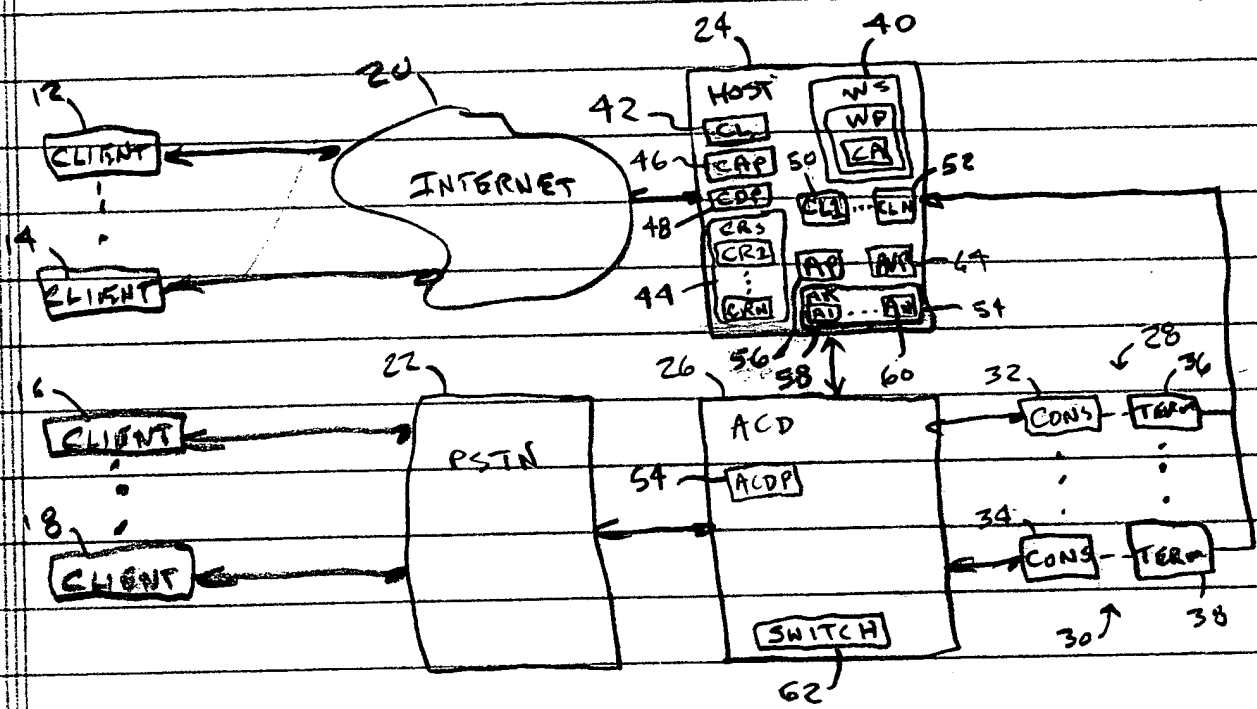 24 40
20
12
HOST WS
42 CL WP
CLIENT
46 CAP CA
50 52
INTERNET
CDP CL1 ... CLN
48
CRS
14
CR1 AP AVP 64
CLIENT
44 AR
CRN A1 ... AN 54
56 58 60
22 26 32 28 36
16
CONS TERM
CLIENT ACD
PSTN
54 ACDP
18 34
CLIENT CONS TERM
30 38
SWITCH
62